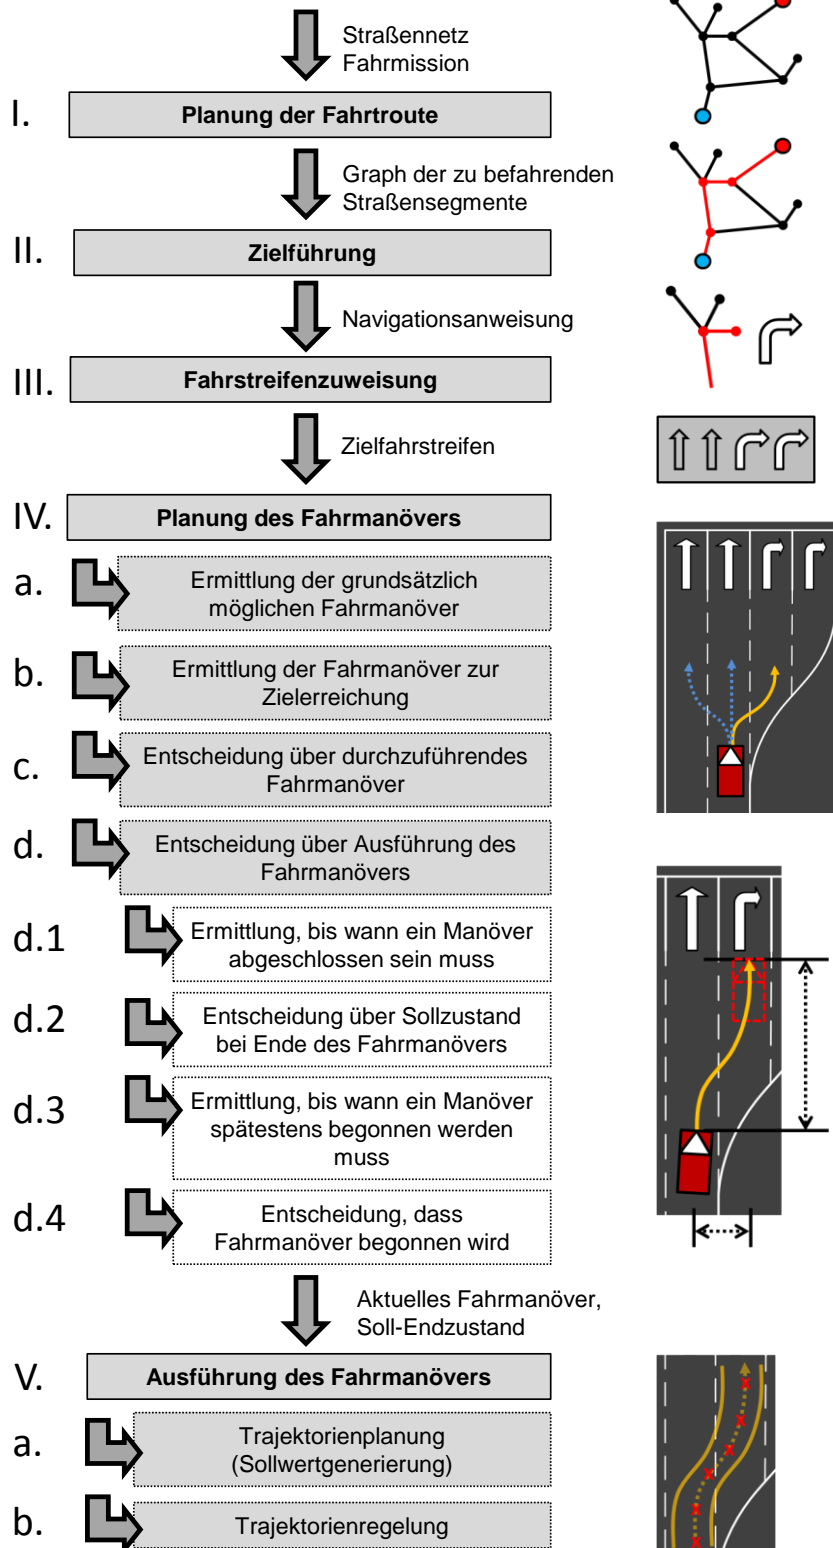 Straßennetz
Fahrmission
I.
Planung der Fahrtroute
Graph der zu befahrenden
Straßensegmente
II.
Zielführung
Navigationsanweisung
III.
Fahrstreifenzuweisung
Zielfahrstreifen
IV.
Planung des Fahrmanövers
a.
Ermittlung der grundsätzlich
möglichen Fahrmanöver
b.
Ermittlung der Fahrmanöver zur
Zielerreichung
c.
Entscheidung über durchzuführendes
Fahrmanöver
d.
Entscheidung über Ausführung des
Fahrmanövers
d.1
Ermittlung, bis wann ein Manöver
abgeschlossen sein muss
d.2
Entscheidung über Sollzustand
bei Ende des Fahrmanövers
d.3
Ermittlung, bis wann ein Manöver
spätestens begonnen werden
muss
d.4
Entscheidung, dass
Fahrmanöver begonnen wird
Aktuelles Fahrmanöver,
Soll-Endzustand
V.
Ausführung des Fahrmanövers
a.
Trajektorienplanung
(Sollwertgenerierung)
b.
Trajektorienregelung